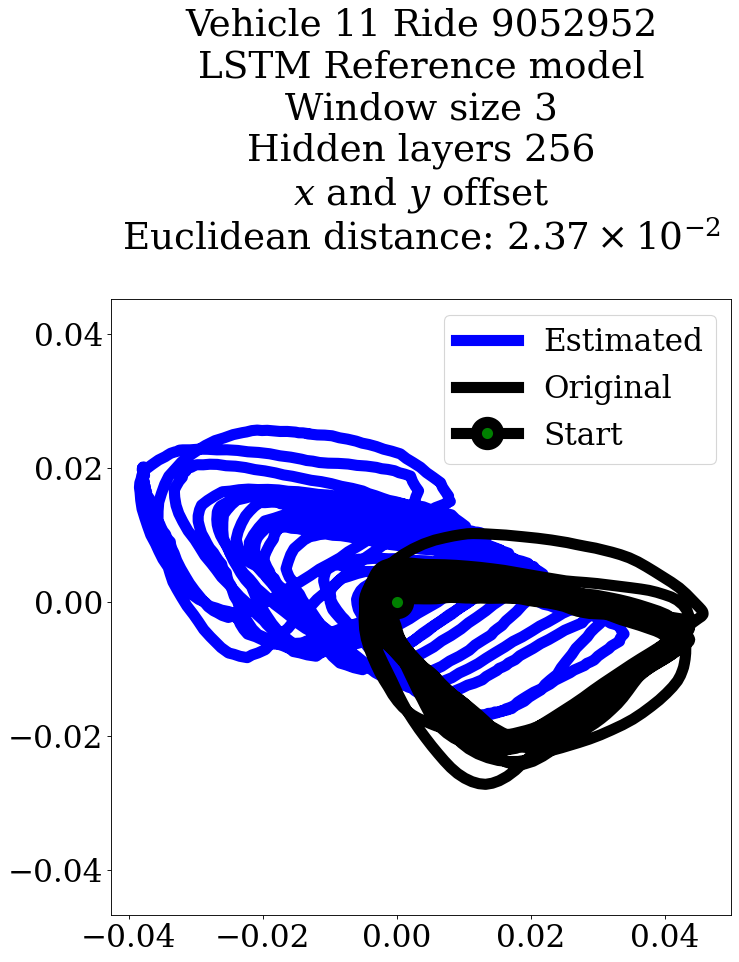 Vehicle 11 Ride 9052952
LSTM Reference model
Window size 3
Hidden layers 256
x and y offset
Euclidean distance: 2.37 × 10⁻²
Estimated
Original
Start
0.04
0.02
0.00
−0.02
−0.04
−0.04 −0.02 0.00 0.02 0.04